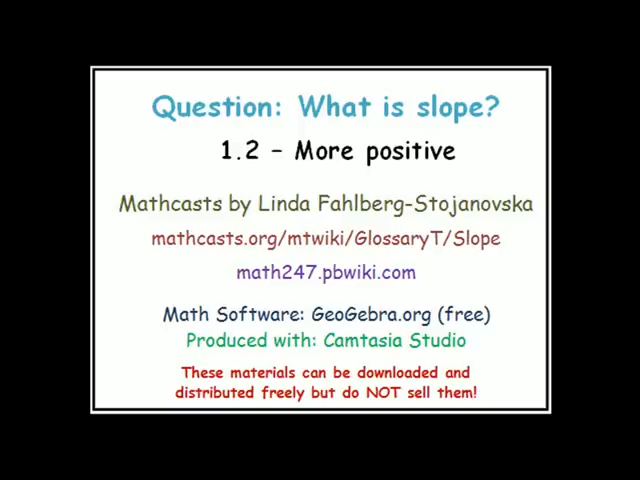 Question: What is slope?
1.2 – More positive
Mathcasts by Linda Fahlberg-Stojanovska
mathcasts.org/mtwiki/GlossaryT/Slope
math247.pbwiki.com
Math Software: GeoGebra.org (free)
Produced with: Camtasia Studio
These materials can be downloaded and
distributed freely but do NOT sell them!